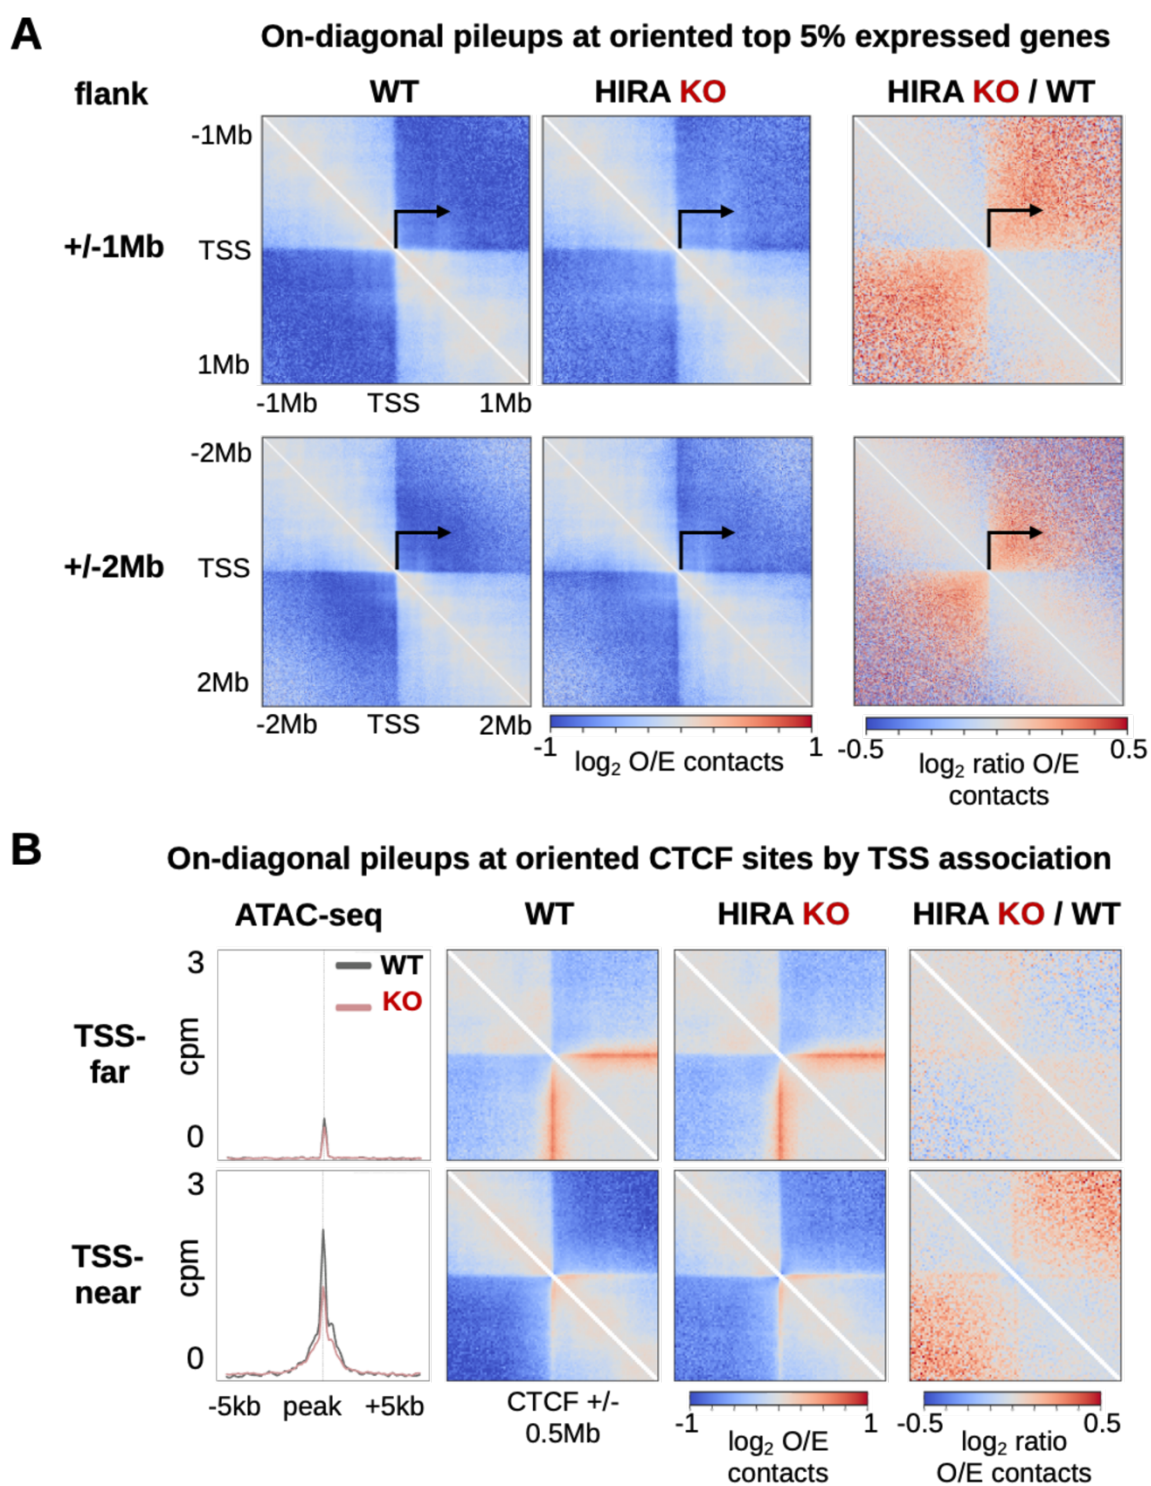 A
On-diagonal pileups at oriented top 5% expressed genes
flank
WT
HIRA KO
HIRA KO / WT
+/-1Mb
-1Mb
TSS
1Mb
-1Mb TSS 1Mb
+/-2Mb
-2Mb
TSS
2Mb
-2Mb TSS 2Mb
-1 1
log2 O/E contacts
-0.5 0.5
log2 ratio O/E
contacts
B
On-diagonal pileups at oriented CTCF sites by TSS association
ATAC-seq
WT
HIRA KO
HIRA KO / WT
TSS-
far
3
cpm
0
WT
KO
TSS-
near
3
cpm
0
-5kb peak +5kb
CTCF +/-
0.5Mb
-1 1
log2 O/E
contacts
-0.5 0.5
log2 ratio
O/E contacts